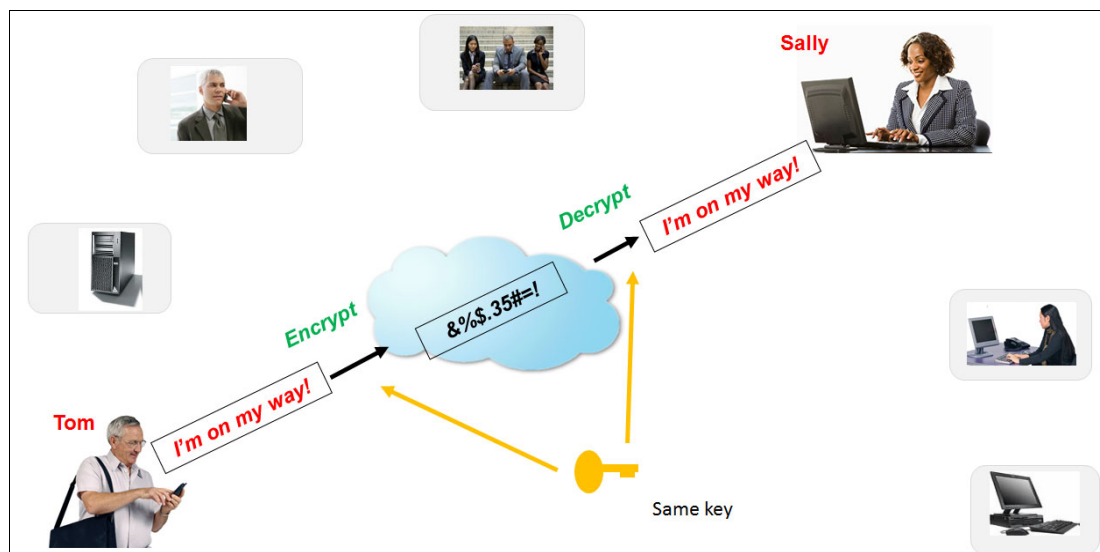 Sally
Decrypt
I'm on my way!
&%$.35#=!
Encrypt
I'm on my way!
Tom
Same key